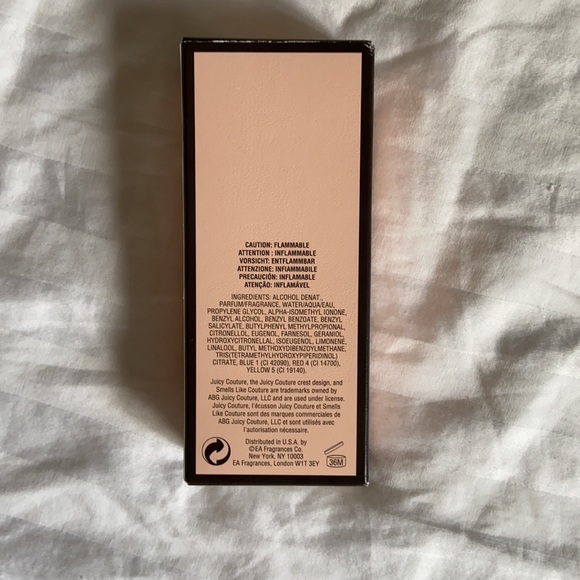 CAUTION: FLAMMABLE
ATTENTION : INFLAMMABLE
VORSICHT: ENTFLAMMBAR
ATTENZIONE: INFIAMMABILE
PRECAUCIÓN: INFLAMABLE
ATENÇÃO: INFLAMÁVEL
INGREDIENTS: ALCOHOL DENAT.,
PARFUM/FRAGRANCE, WATER/AQUA/EAU,
PROPYLENE GLYCOL, ALPHA-ISOMETHYL IONONE,
BENZYL ALCOHOL, BENZYL BENZOATE, BENZYL
SALICYLATE, BUTYLPHENYL METHYLPROPIONAL,
CITRONELLOL, EUGENOL, FARNESOL, GERANIOL,
HYDROXYCITRONELLAL, ISOEUGENOL, LIMONENE,
LINALOOL, BUTYL METHOXYDIBENZOYLMETHANE,
TRIS(TETRAMETHYLHYDROXYPIPERIDINOL)
CITRATE, BLUE 1 (CI 42090), RED 4 (CI 14700),
YELLOW 5 (CI 19140).
Juicy Couture, the Juicy Couture crest design, and
Smells Like Couture are trademarks owned by
ABG Juicy Couture, LLC and are used under license.
Juicy Couture, l'écusson Juicy Couture et Smells
Like Couture sont des marques commerciales de
ABG Juicy Couture, LLC et sont utilisés avec
l'autorisation nécessaire.
Distributed in U.S.A. by
©EA Fragrances Co.
New York, NY 10003
EA Fragrances, London W1T 3EY
36M